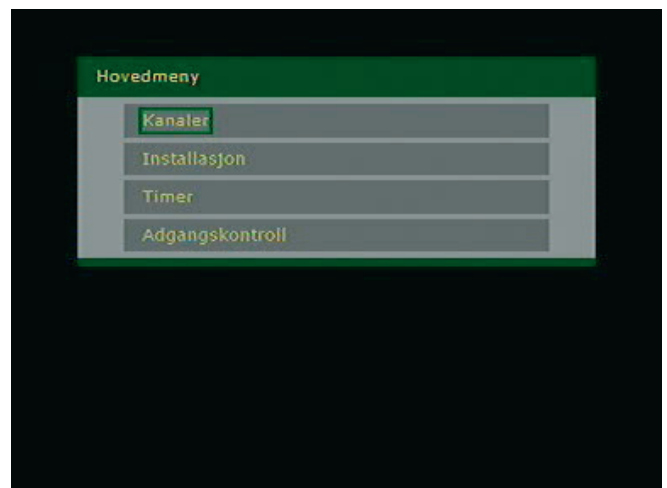 Hovedmeny
Kanaler
Installasjon
Timer
Adgangskontroll